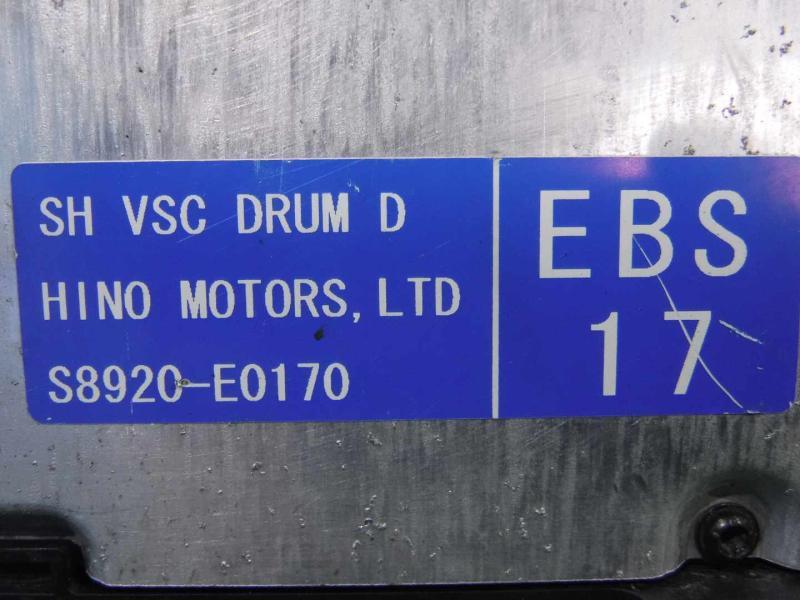 SH VSC DRUM D
HINO MOTORS, LTD
S8920-E0170
EBS
17